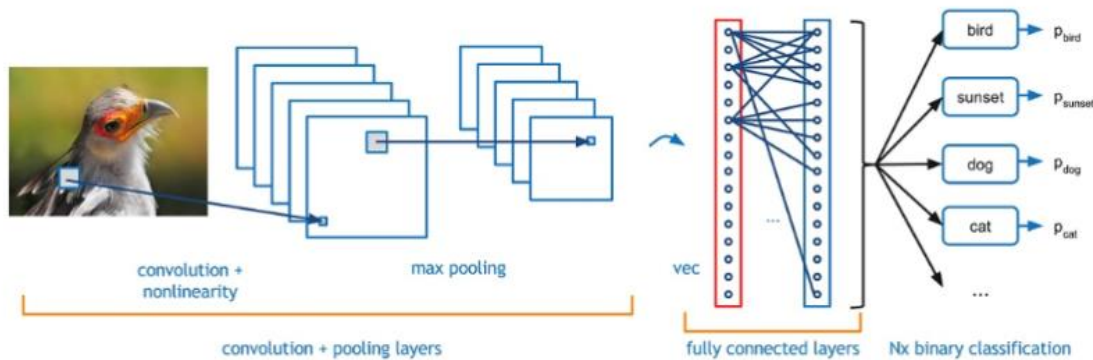 bird
p_bird
sunset
p_sunset
dog
p_dog
cat
p_cat
...
...
convolution +
nonlinearity
max pooling
vec
convolution + pooling layers
fully connected layers
Nx binary classification